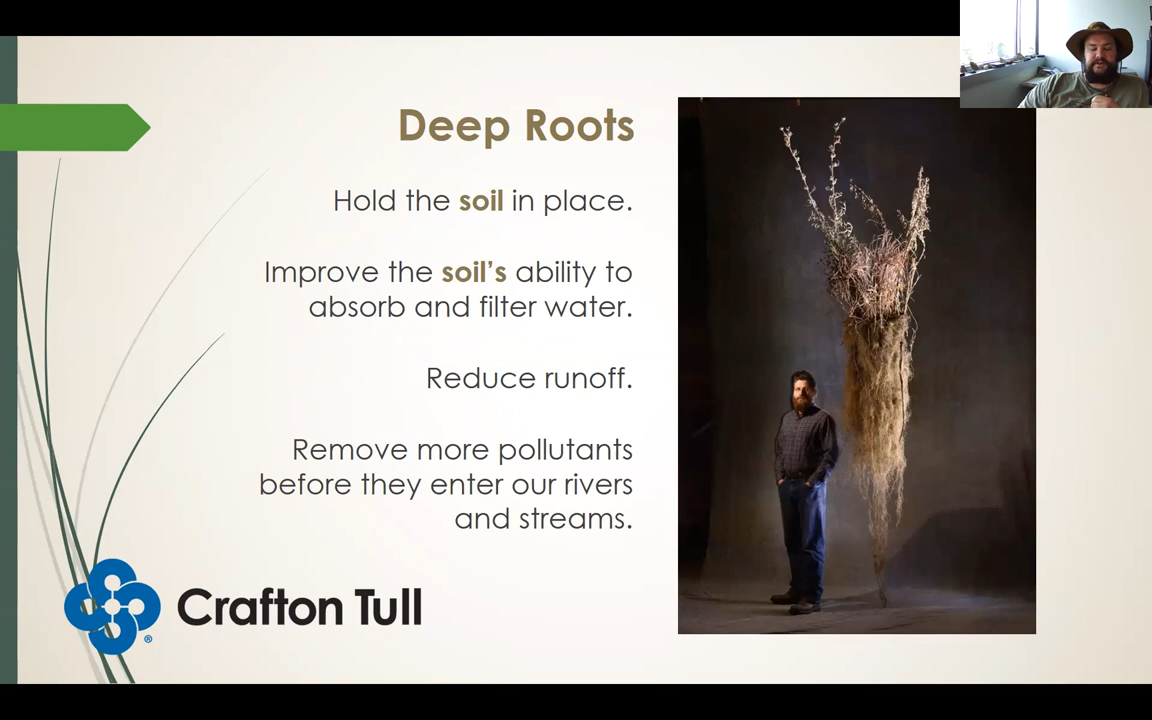 Deep Roots
Hold the soil in place.
Improve the soil’s ability to
absorb and filter water.
Reduce runoff.
Remove more pollutants
before they enter our rivers
and streams.
Crafton Tull
®